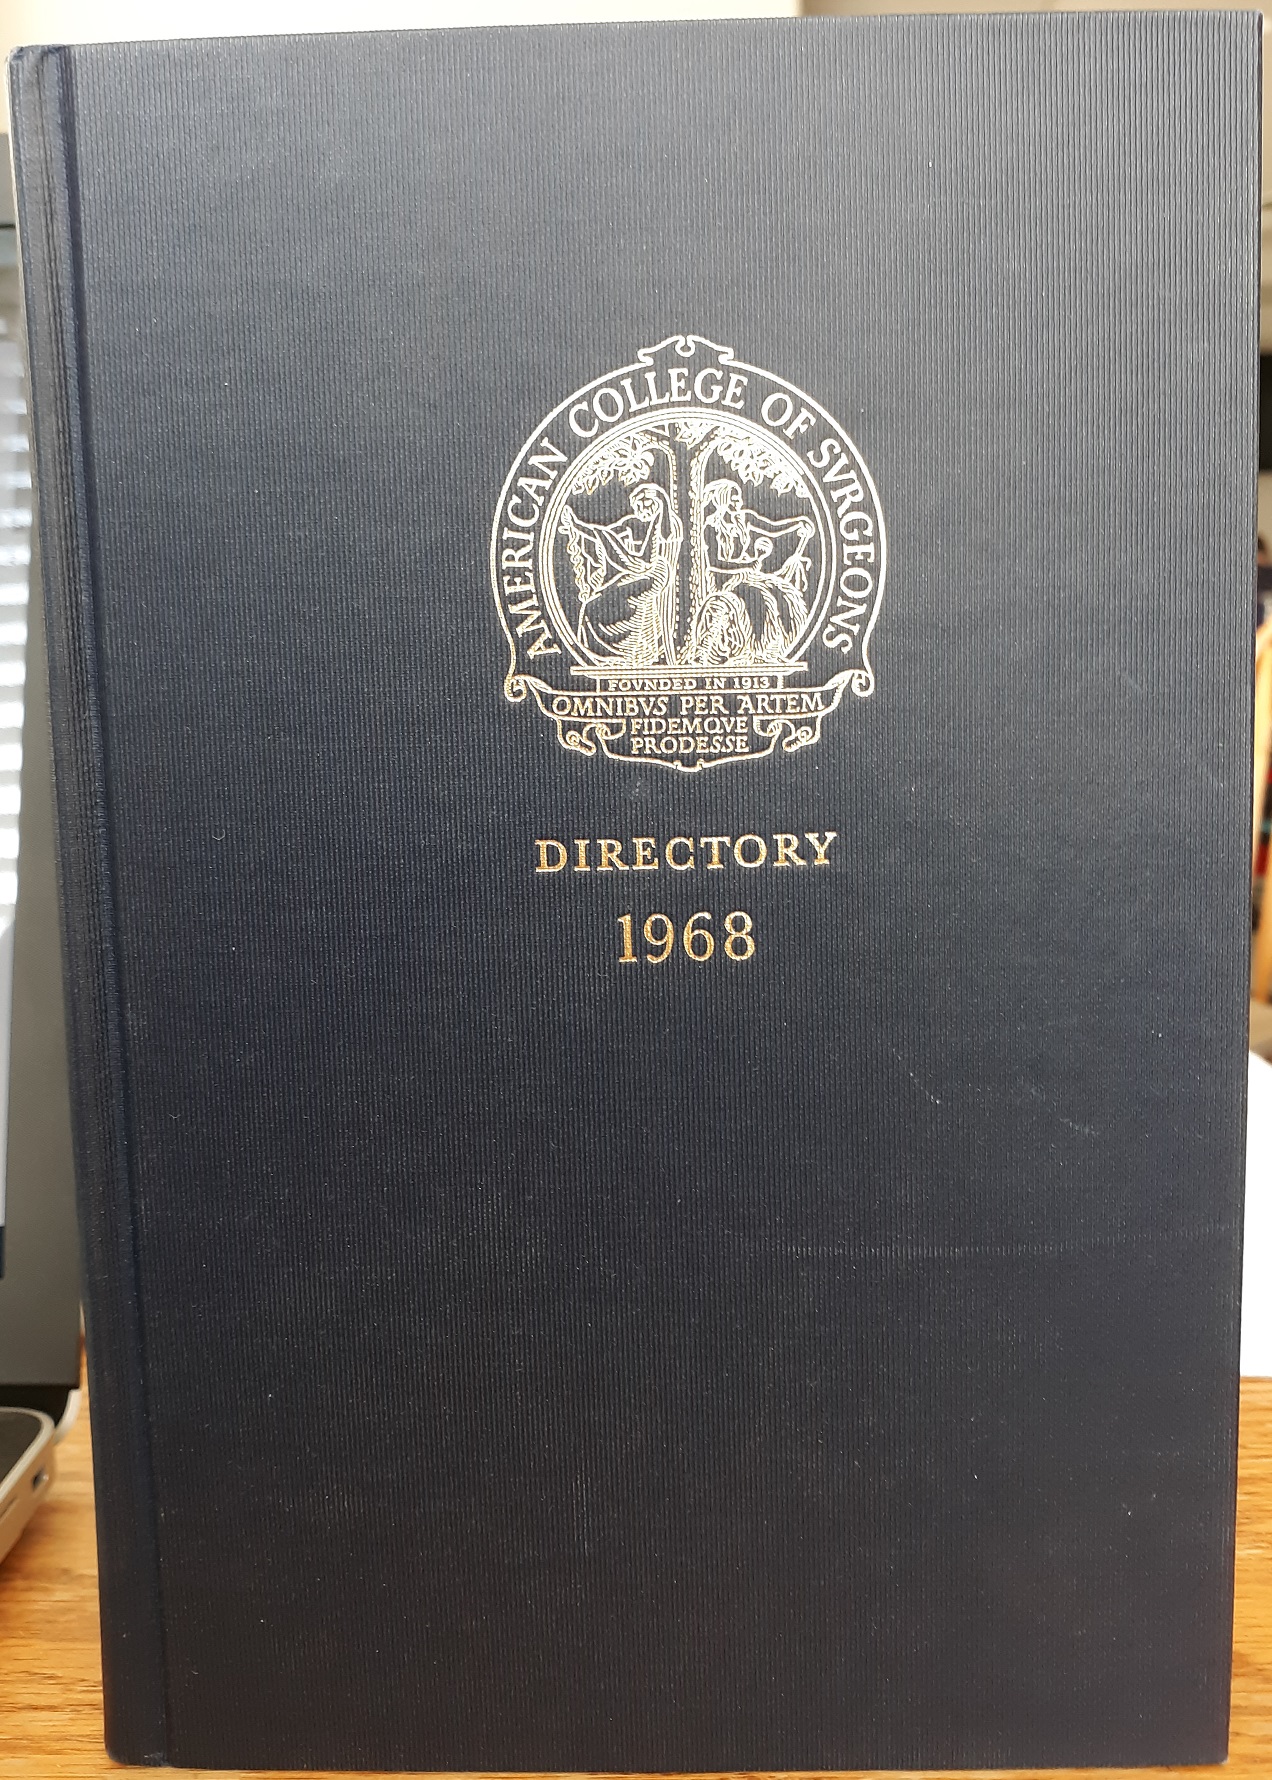 AMERICAN COLLEGE OF SVRGEONS
FOVNDED IN 1913
OMNIBVS PER ARTEM
FIDEMQVE
PRODESSE
DIRECTORY
1968